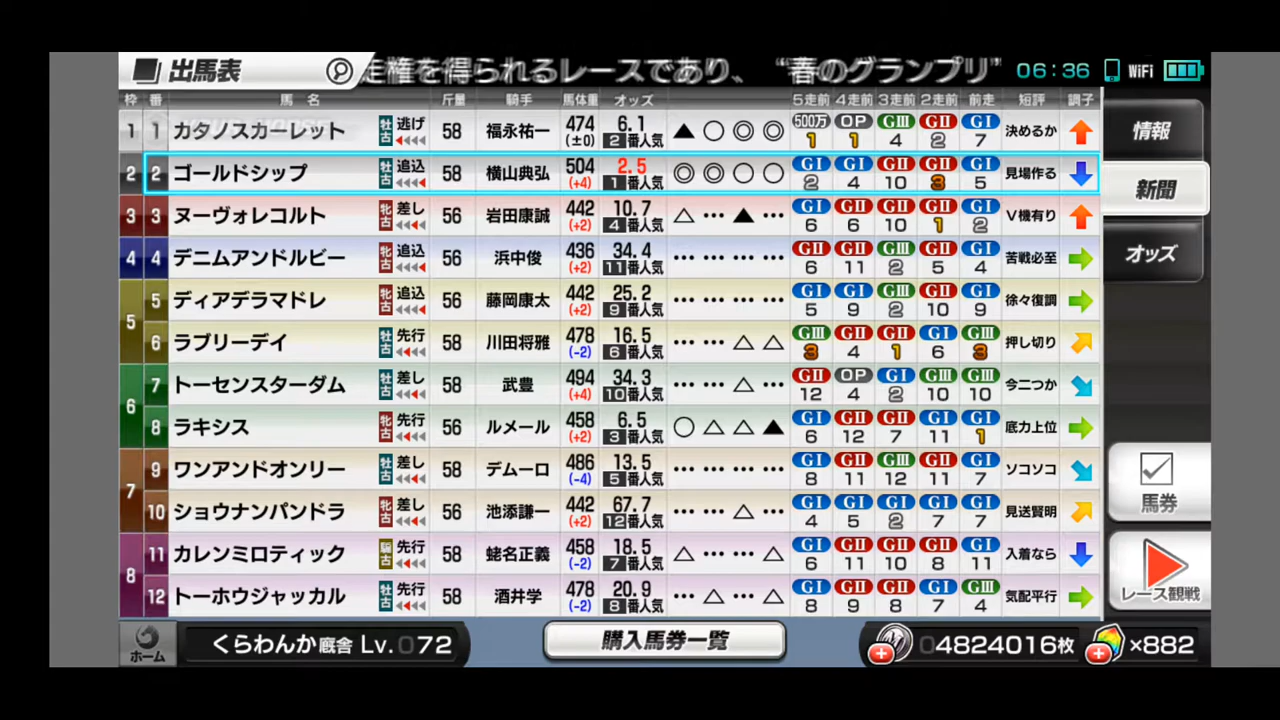 出馬表 走権を得られるレースであり、“春のグランプリ” 06:36 WiFi
枠 番 馬 名 斤量 騎手 馬体重 オッズ 5走前 4走前 3走前 2走前 前走 短評 調子
1 1 カタノスカーレット 牡古 逃げ 58 福永祐一 474 (±0) 6.1 2番人気 ▲ ○ ◎ ◎ 500万 1 OP 1 GIII 4 GII 2 GI 7 決めるか
2 2 ゴールドシップ 牡古 追込 58 横山典弘 504 (+4) 2.5 1番人気 ◎ ◎ ○ ○ GI 2 GI 4 GII 10 GII 3 GI 5 見場作る
3 3 ヌーヴォレコルト 牝古 差し 56 岩田康誠 442 (+2) 10.7 4番人気 △ … ▲ … GI 6 GII 6 GI 10 GII 1 GI 2 V機有り
4 4 デニムアンドルビー 牝古 追込 56 浜中俊 436 (+2) 34.4 11番人気 … … … … GII 6 GI 11 GIII 2 GII 5 GI 4 苦戦必至
5 5 ディアデラマドレ 牝古 追込 56 藤岡康太 442 (+2) 25.2 9番人気 … … … … GI 5 GI 9 GIII 2 GII 10 GI 9 徐々復調
6 ラブリーデイ 牡古 先行 58 川田将雅 478 (-2) 16.5 6番人気 … … △ △ GIII 3 GII 4 GII 1 GI 6 GIII 3 押し切り
6 7 トーセンスターダム 牡古 差し 58 武豊 494 (+4) 34.3 10番人気 … … △ … GII 12 OP 4 GI 2 GIII 10 GIII 10 今二つか
8 ラキシス 牝古 先行 56 ルメール 458 (+2) 6.5 3番人気 ○ △ △ ▲ GI 6 GII 12 GI 7 GII 11 GI 1 底力上位
7 9 ワンアンドオンリー 牡古 差し 58 デムーロ 486 (-4) 13.5 5番人気 … … … … GI 8 GI 11 GIII 12 GII 11 GI 7 ソコソコ
10 ショウナンパンドラ 牝古 差し 56 池添謙一 442 (+2) 67.7 12番人気 … … △ … GI 4 GI 5 GIII 2 GII 7 GI 7 見送賢明
8 11 カレンミロティック 騸古 先行 58 蛯名正義 458 (-2) 18.5 7番人気 △ … … △ GI 6 GII 11 GII 10 GII 8 GI 11 入着なら
12 トーホウジャッカル 牡古 先行 58 酒井学 478 (-2) 20.9 8番人気 … △ … △ GI 8 GII 9 GII 8 GI 7 GIII 4 気配平行
情報
新聞
オッズ
馬券
レース観戦
ホーム くらわんか厩舎 Lv.072 購入馬券一覧 04824016枚 ×882